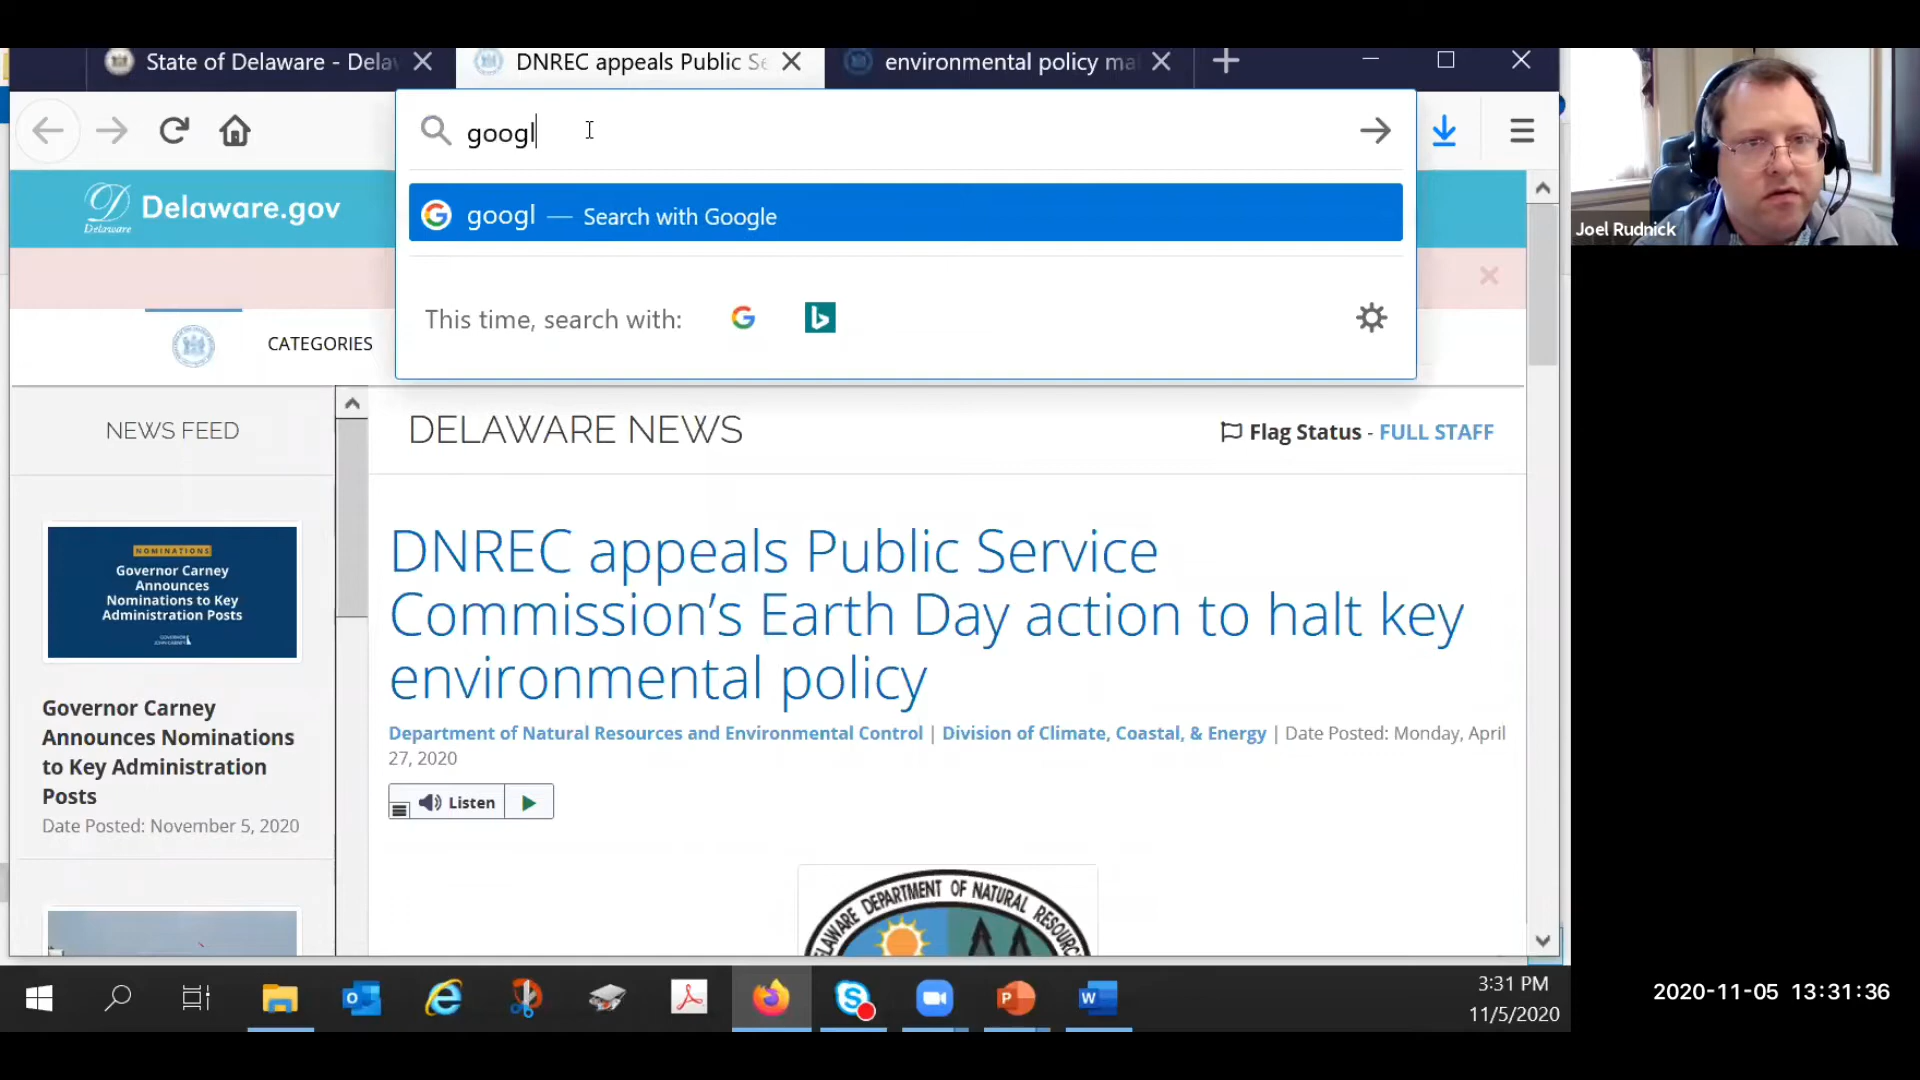 State of Delaware - Dela
DNREC appeals Public Se
environmental policy ma
googl
googl — Search with Google
This time, search with:
Delaware.gov
Delaware
CATEGORIES
NEWS FEED
DELAWARE NEWS
Flag Status - FULL STAFF
NOMINATIONS
Governor Carney
Announces
Nominations to Key
Administration Posts
Governor Carney
Announces Nominations
to Key Administration
Posts
Date Posted: November 5, 2020
DNREC appeals Public Service
Commission’s Earth Day action to halt key
environmental policy
Department of Natural Resources and Environmental Control | Division of Climate, Coastal, & Energy | Date Posted: Monday, April
27, 2020
Listen
DELAWARE DEPARTMENT OF NATURAL RESOURC
3:31 PM
11/5/2020
Joel Rudnick
2020-11-05 13:31:36